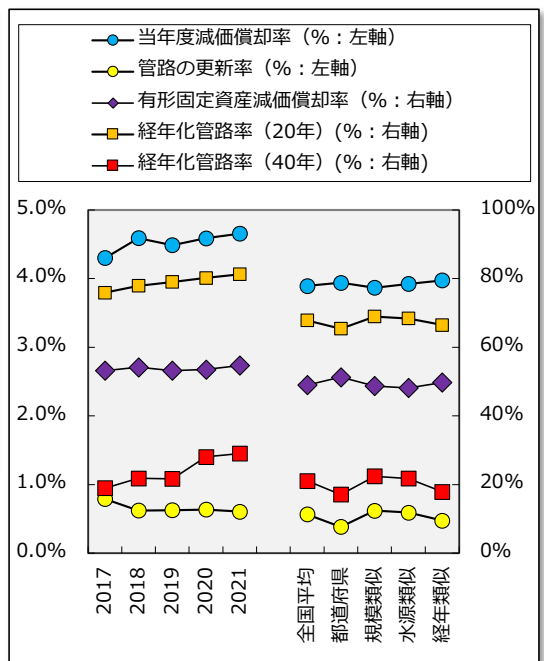 当年度減価償却率（%：左軸）
管路の更新率（%：左軸）
有形固定資産減価償却率（%：右軸）
経年化管路率（20年）(%：右軸)
経年化管路率（40年）(%：右軸)
5.0% 100%
4.0% 80%
3.0% 60%
2.0% 40%
1.0% 20%
0.0% 0%
2017
2018
2019
2020
2021
全国平均
都道府県
規模類似
水源類似
経年類似